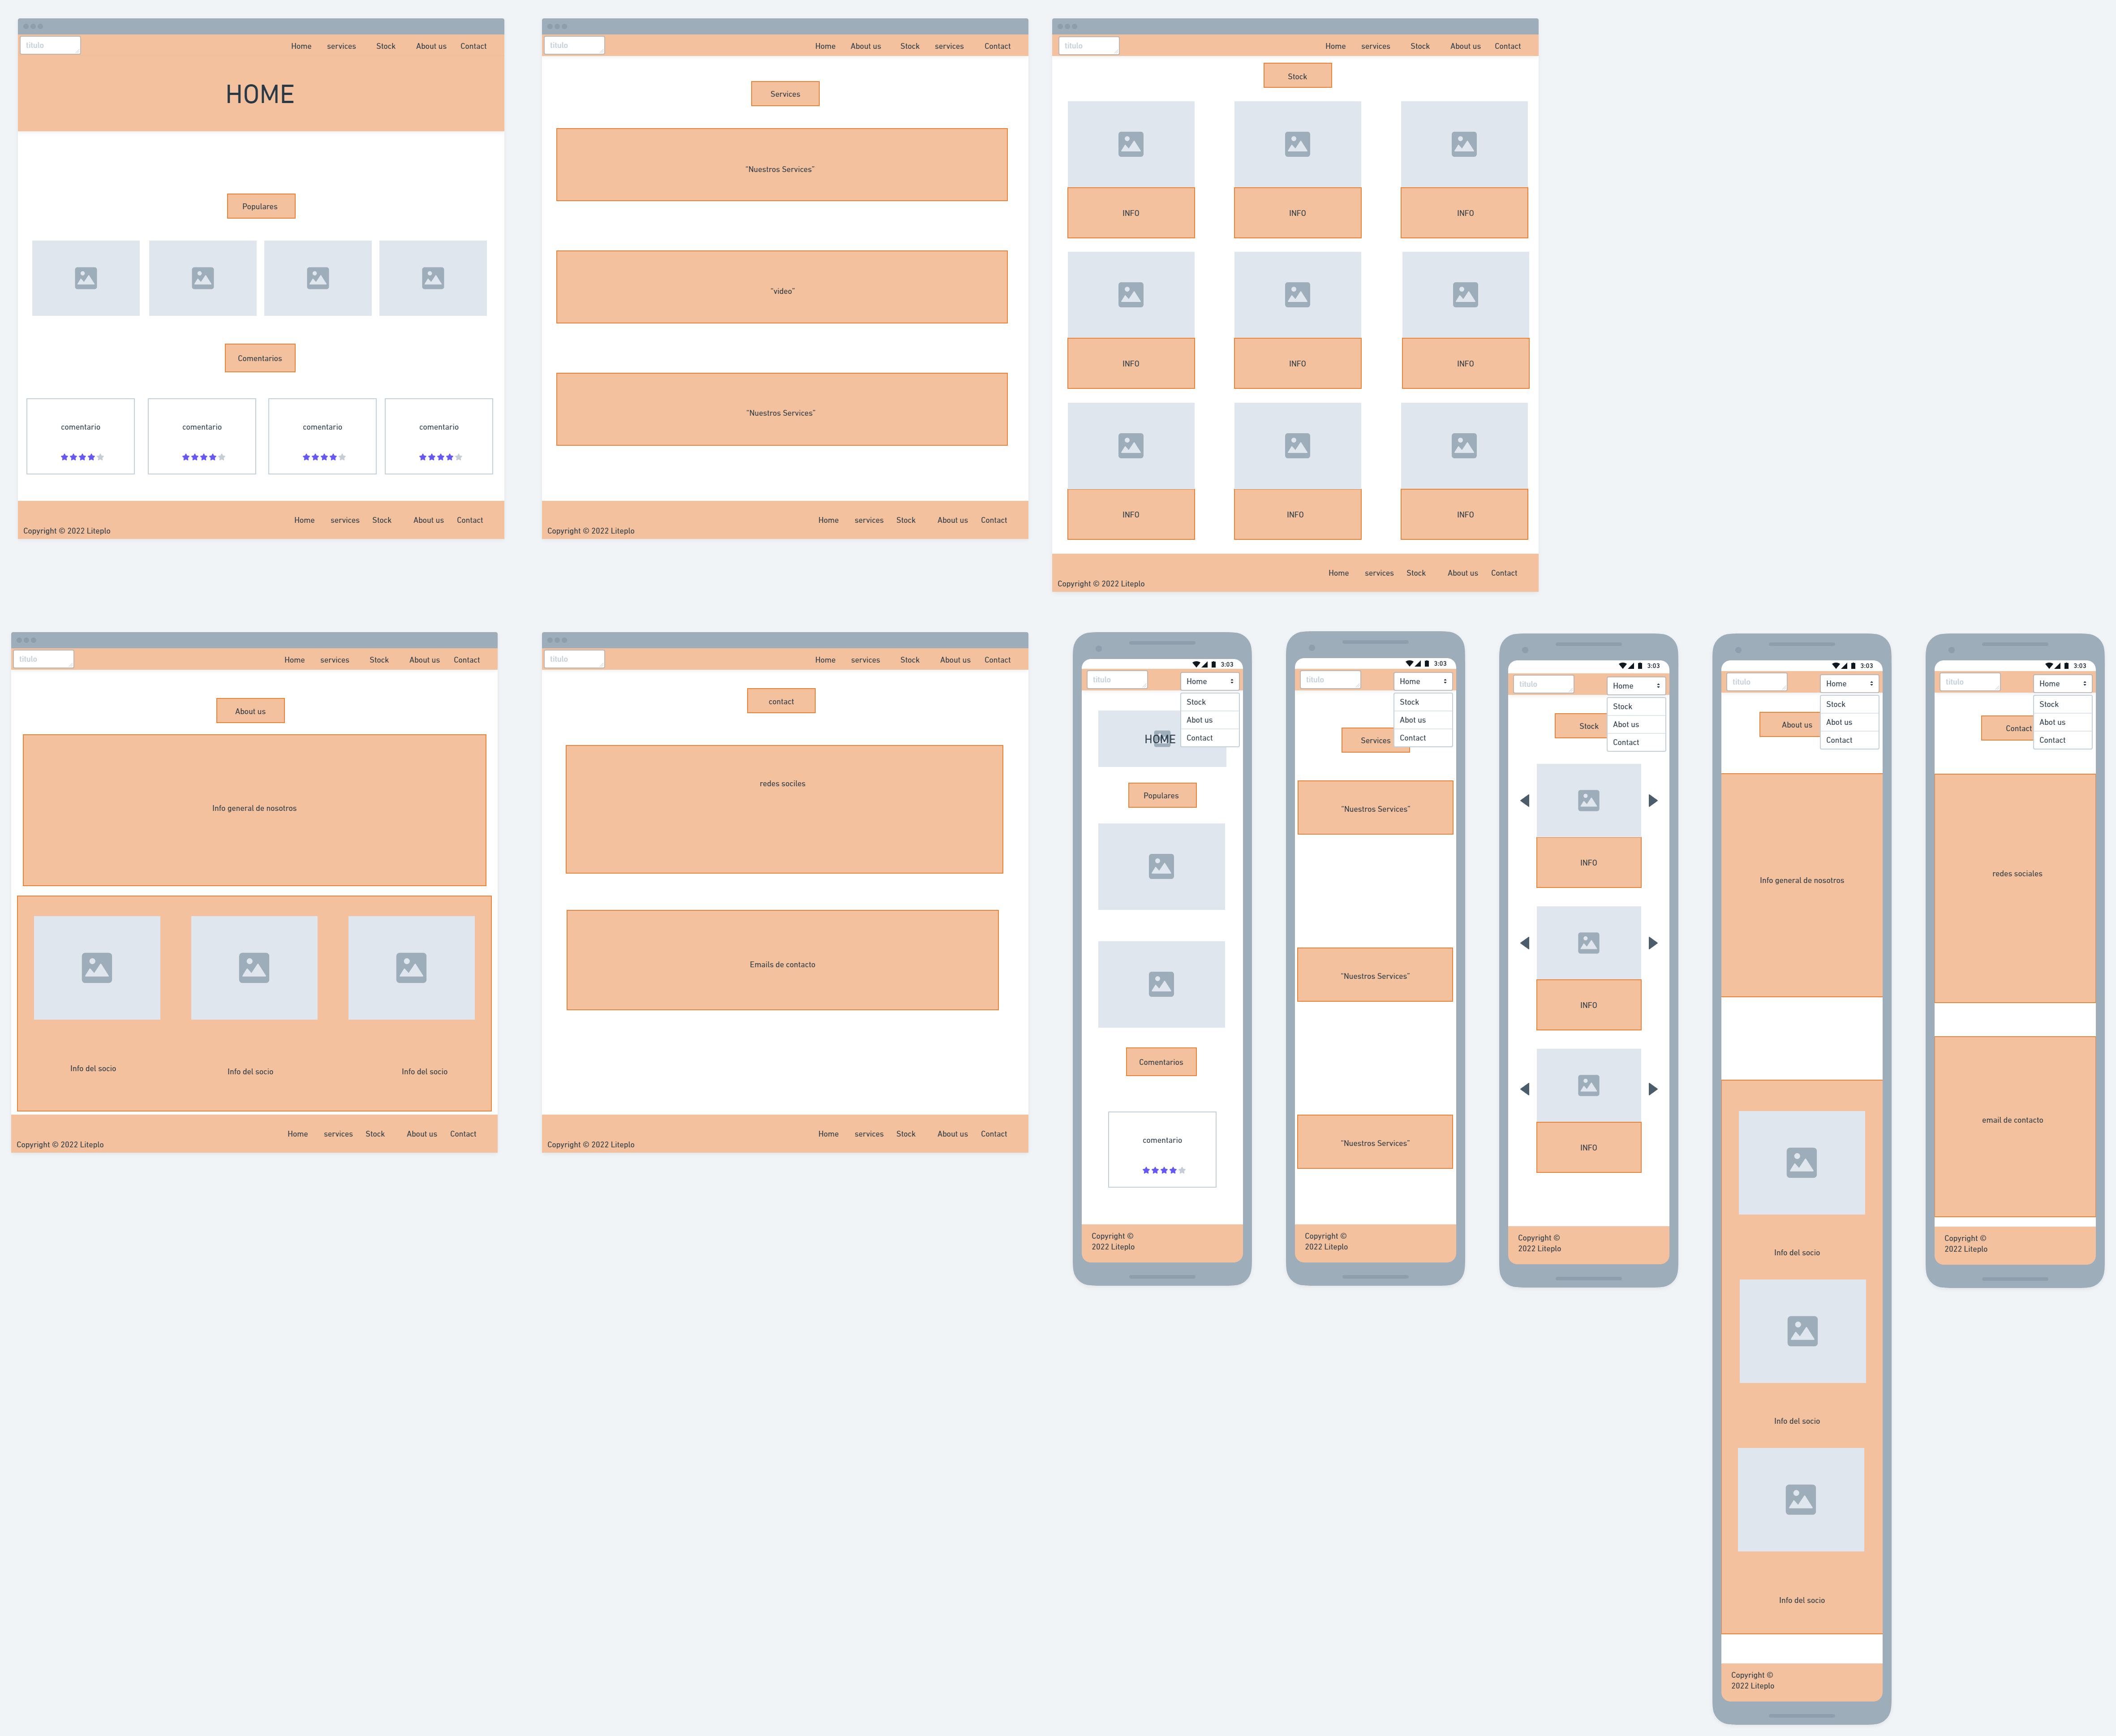 titulo
Home services Stock About us Contact
HOME
Populares
Comentarios
comentario comentario comentario comentario
Home services Stock About us Contact
Copyright © 2022 Liteplo
titulo
Home About us Stock services Contact
Services
"Nuestros Services"
"video"
"Nuestros Services"
Home services Stock About us Contact
Copyright © 2022 Liteplo
titulo
Home services Stock About us Contact
Stock
INFO INFO INFO
INFO INFO INFO
INFO INFO INFO
Home services Stock About us Contact
Copyright © 2022 Liteplo
titulo
Home services Stock About us Contact
About us
Info general de nosotros
Info del socio Info del socio Info del socio
Home services Stock About us Contact
Copyright © 2022 Liteplo
titulo
Home services Stock About us Contact
contact
redes sociles
Emails de contacto
Home services Stock About us Contact
Copyright © 2022 Liteplo
3:03
titulo
Home
Stock
Abot us
Contact
HOME
Populares
Comentarios
comentario
Copyright ©
2022 Liteplo
3:03
titulo
Home
Stock
Abot us
Contact
Services
"Nuestros Services"
"Nuestros Services"
"Nuestros Services"
Copyright ©
2022 Liteplo
3:03
titulo
Home
Stock
Abot us
Contact
Stock
INFO
INFO
INFO
Copyright ©
2022 Liteplo
3:03
titulo
Home
Stock
Abot us
Contact
About us
Info general de nosotros
Info del socio
Info del socio
Info del socio
Copyright ©
2022 Liteplo
3:03
titulo
Home
Stock
Abot us
Contact
Contact
redes sociales
email de contacto
Copyright ©
2022 Liteplo